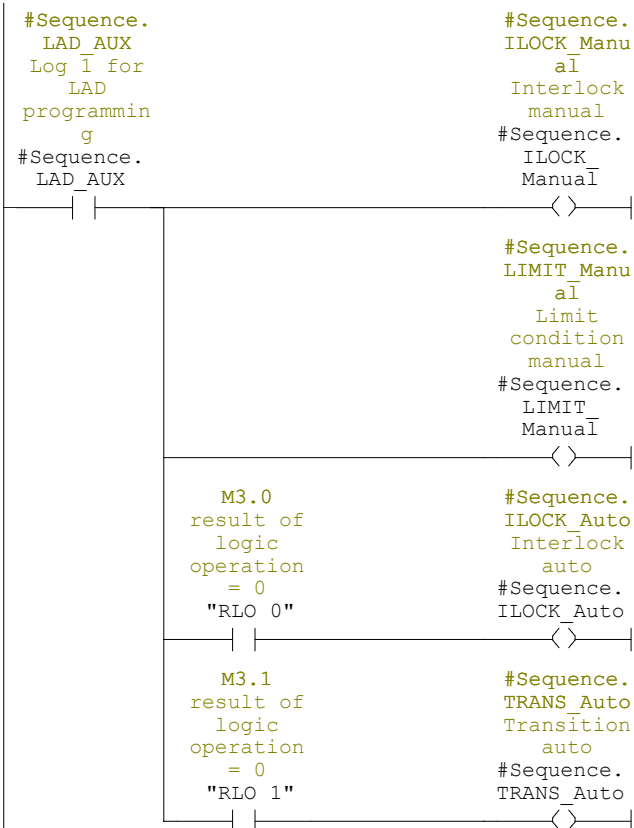 #Sequence.
LAD_AUX
Log 1 for
LAD
programmin
g
#Sequence.
LAD_AUX
#Sequence.
ILOCK_Manu
al
Interlock
manual
#Sequence.
ILOCK_
Manual
#Sequence.
LIMIT_Manu
al
Limit
condition
manual
#Sequence.
LIMIT_
Manual
M3.0
result of
logic
operation
= 0
"RLO 0"
#Sequence.
ILOCK_Auto
Interlock
auto
#Sequence.
ILOCK_Auto
M3.1
result of
logic
operation
= 0
"RLO 1"
#Sequence.
TRANS_Auto
Transition
auto
#Sequence.
TRANS_Auto